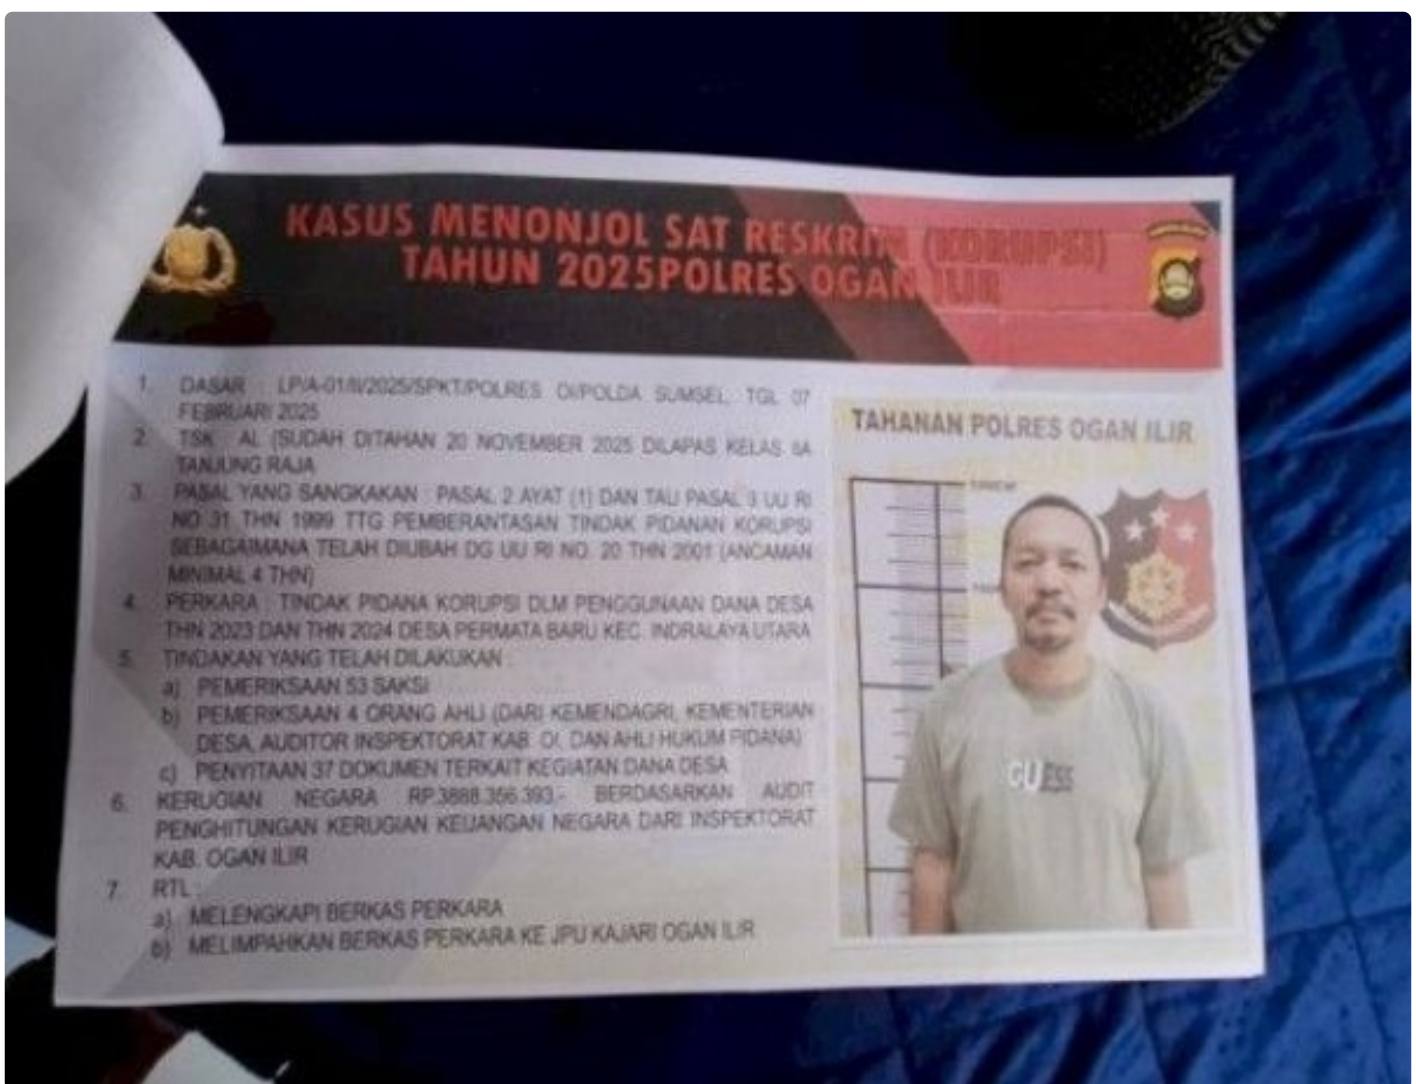 KASUS MENONJOL SAT RESKRIM (KORUPSI)
TAHUN 2025POLRES OGAN ILIR
1. DASAR : LP/A-01/II/2025/SPKT/POLRES OI/POLDA SUMSEL, TGL 07
FEBRUARI 2025
2. TSK : AL (SUDAH DITAHAN 20 NOVEMBER 2025 DILAPAS KELAS
TANJUNG RAJA
3. PASAL YANG SANGKAKAN : PASAL 2 AYAT (1) DAN TAU PASAL 3 UU RI
NO 31 THN 1999 TTG PEMBERANTASAN TINDAK PIDANAN KORUPSI
SEBAGAIMANA TELAH DIUBAH DG UU RI NO. 20 THN 2001 (ANCAMAN
MINIMAL 4 THN)
4. PERKARA : TINDAK PIDANA KORUPSI DLM PENGGUNAAN DANA DESA
THN 2023 DAN THN 2024 DESA PERMATA BARU KEC. INDRALAYA UTARA
5. TINDAKAN YANG TELAH DILAKUKAN :
a) PEMERIKSAAN 53 SAKSI
b) PEMERIKSAAN 4 ORANG AHLI (DARI KEMENDAGRI, KEMENTERIAN
DESA, AUDITOR INSPEKTORAT KAB. OI, DAN AHLI HUKUM PIDANA)
c) PENYITAAN 37 DOKUMEN TERKAIT KEGIATAN DANA DESA
6. KERUGIAN NEGARA RP.3888.356.393,- BERDASARKAN AUDIT
PENGHITUNGAN KERUGIAN KEUANGAN NEGARA DARI INSPEKTORAT
KAB. OGAN ILIR
7. RTL :
a) MELENGKAPI BERKAS PERKARA
b) MELIMPAHKAN BERKAS PERKARA KE JPU KAJARI OGAN ILIR
TAHANAN POLRES OGAN ILIR
GUESS